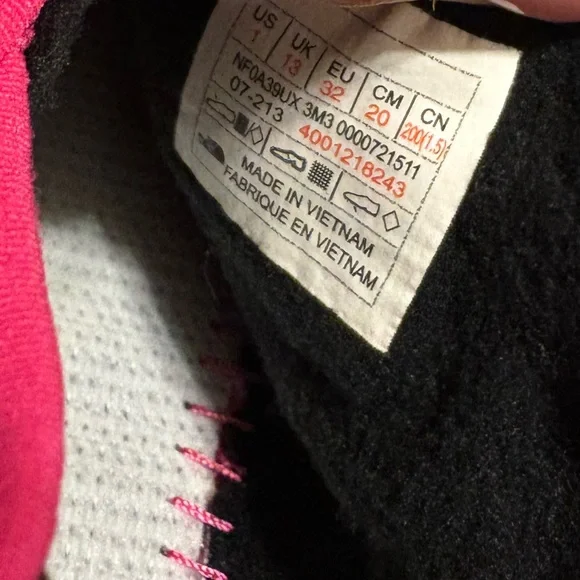 US UK EU CM CN
1 13 32 20 200(1.5)
NF0A39UX 3M3 0000721511
07-213 4001218243
MADE IN VIETNAM
FABRIQUE EN VIETNAM